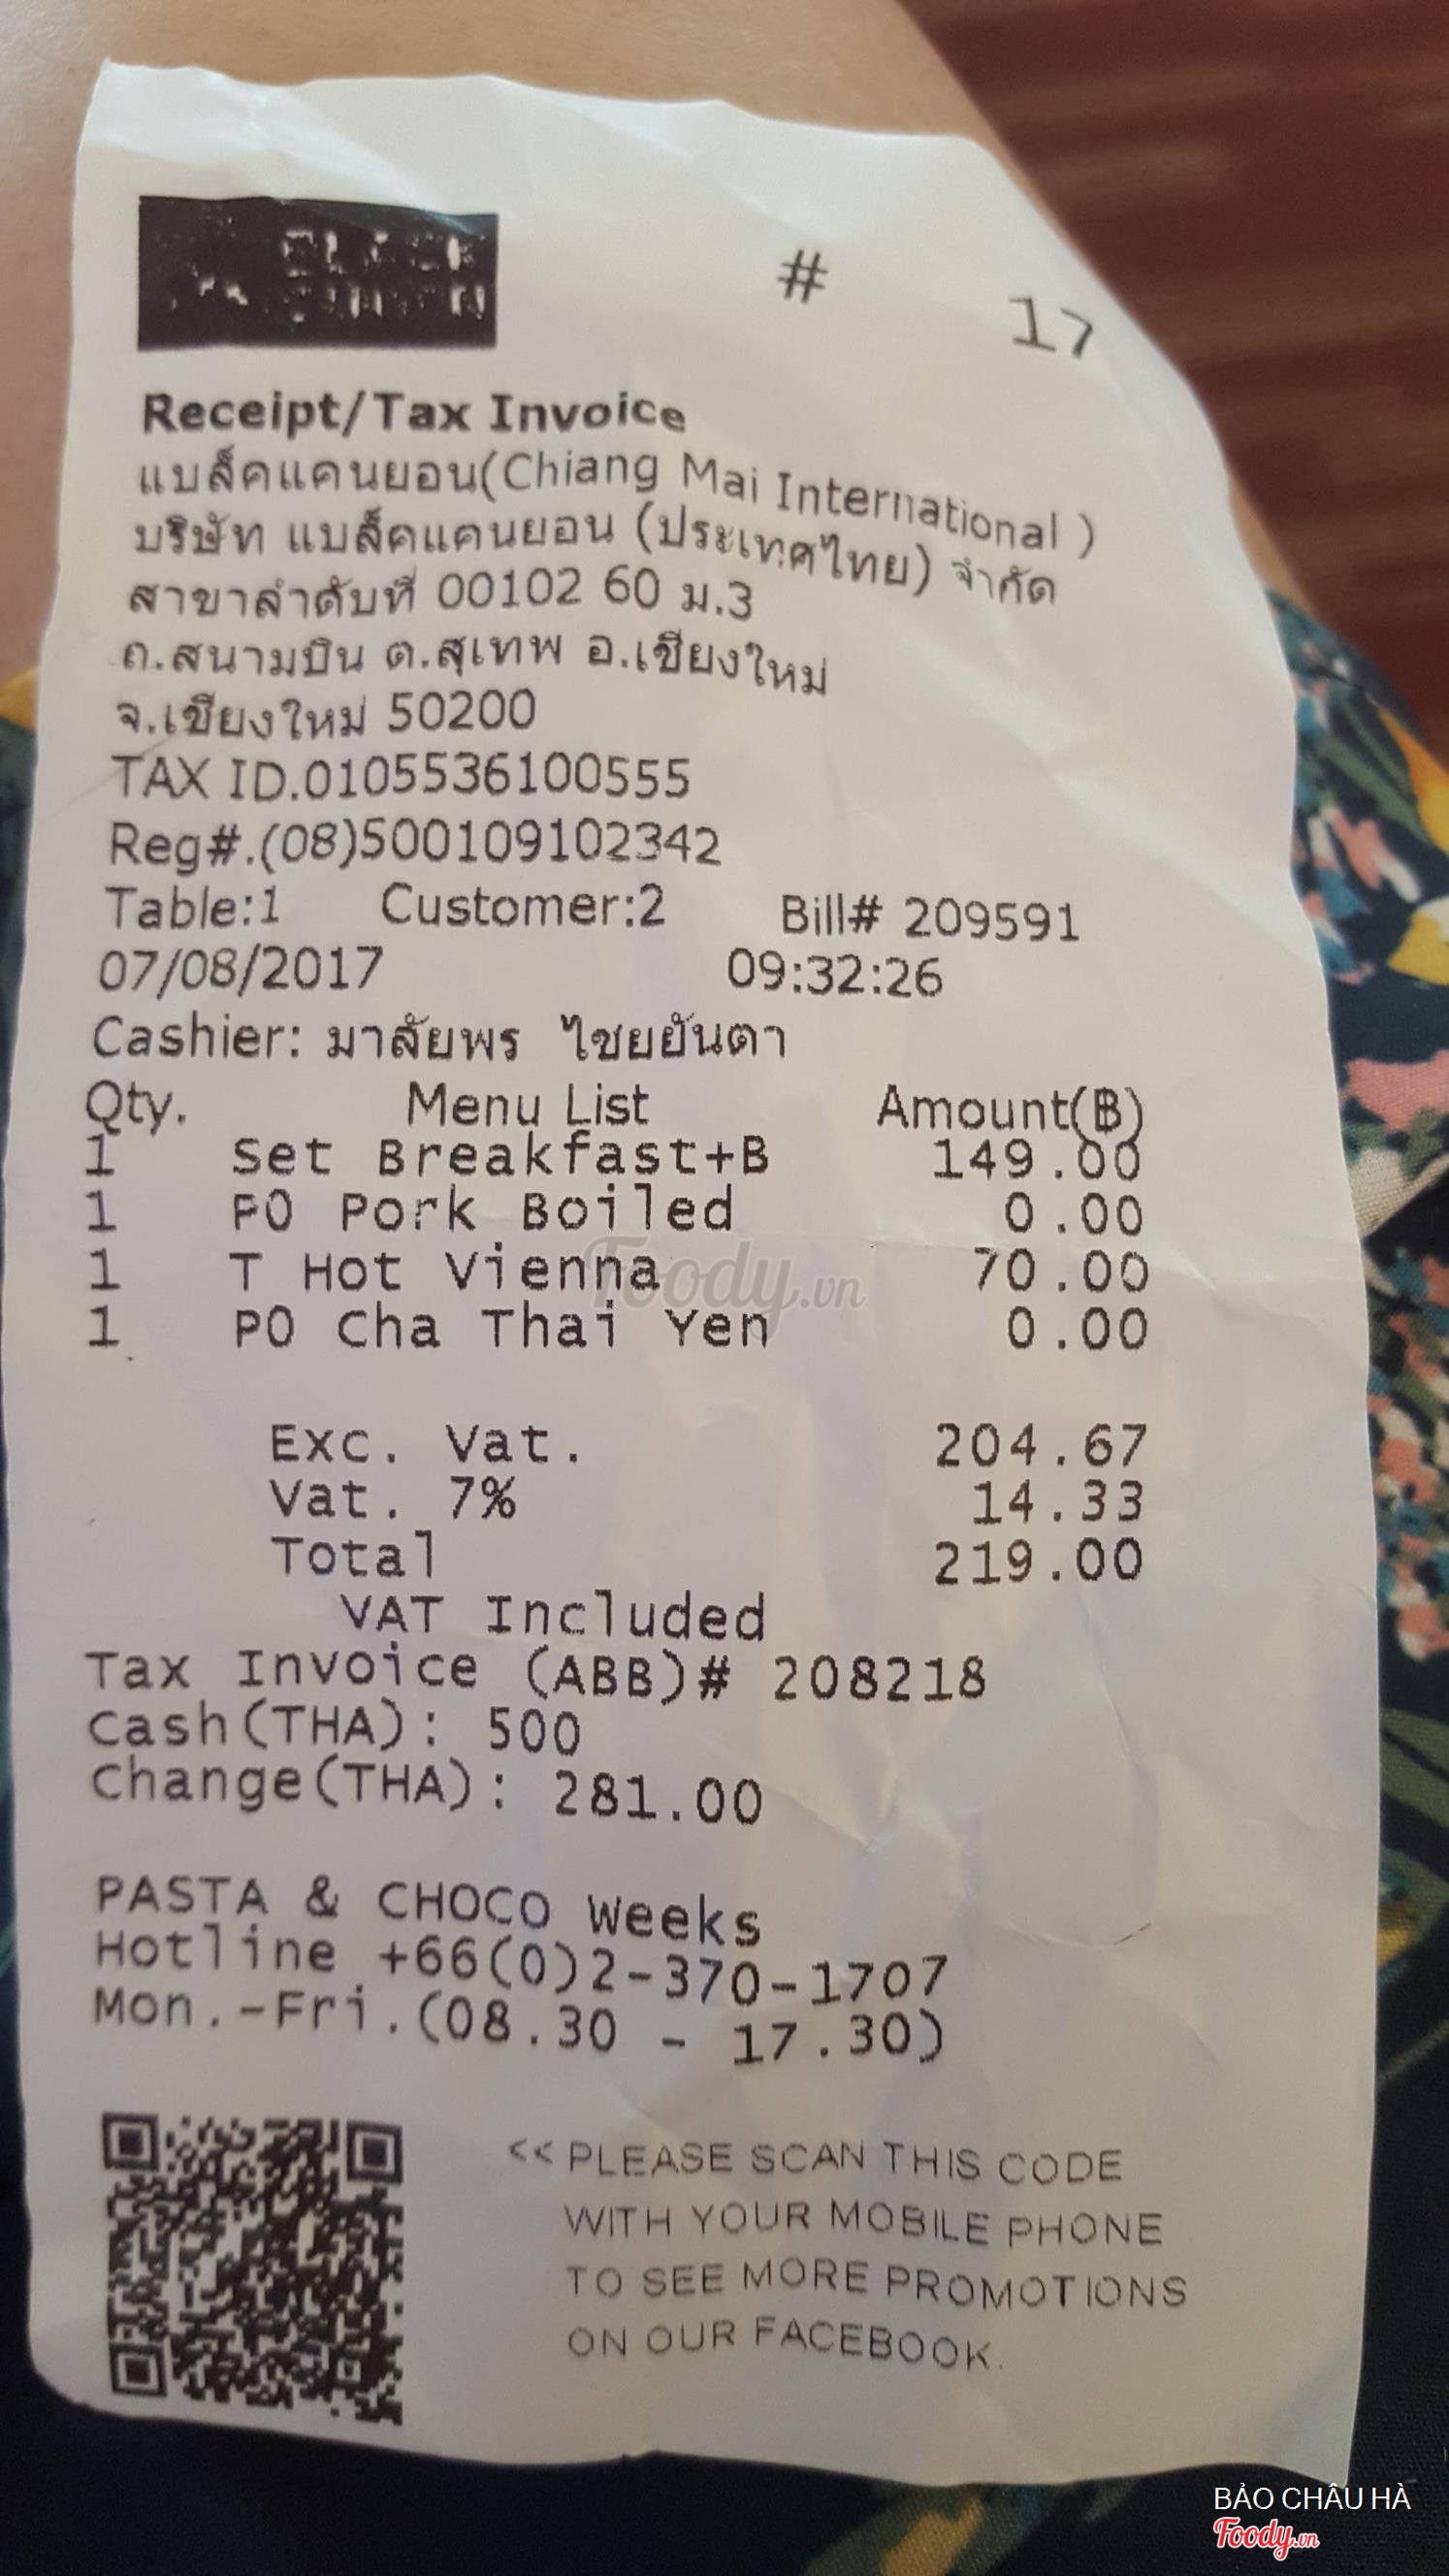 # 17
Receipt/Tax Invoice
แบล็คแคนยอน(Chiang Mai International )
บริษัท แบล็คแคนยอน (ประเทศไทย) จำกัด
สาขาลำดับที่ 00102 60 ม.3
ถ.สนามบิน ต.สุเทพ อ.เชียงใหม่
จ.เชียงใหม่ 50200
TAX ID.0105536100555
Reg#.(08)500109102342
Table:1 Customer:2 Bill# 209591
07/08/2017 09:32:26
Cashier: มาลัยพร ไชยยันตา
Qty. Menu List Amount(฿)
1 Set Breakfast+B 149.00
1 PO Pork Boiled 0.00
1 T Hot Vienna 70.00
1 PO Cha Thai Yen 0.00
Foody.vn
Exc. Vat. 204.67
Vat. 7% 14.33
Total 219.00
VAT Included
Tax Invoice (ABB)# 208218
Cash(THA): 500
Change(THA): 281.00
PASTA & CHOCO Weeks
Hotline +66(0)2-370-1707
Mon.-Fri.(08.30 - 17.30)
<< PLEASE SCAN THIS CODE
WITH YOUR MOBILE PHONE
TO SEE MORE PROMOTIONS
ON OUR FACEBOOK.
BẢO CHÂU HÀ
Foody.vn